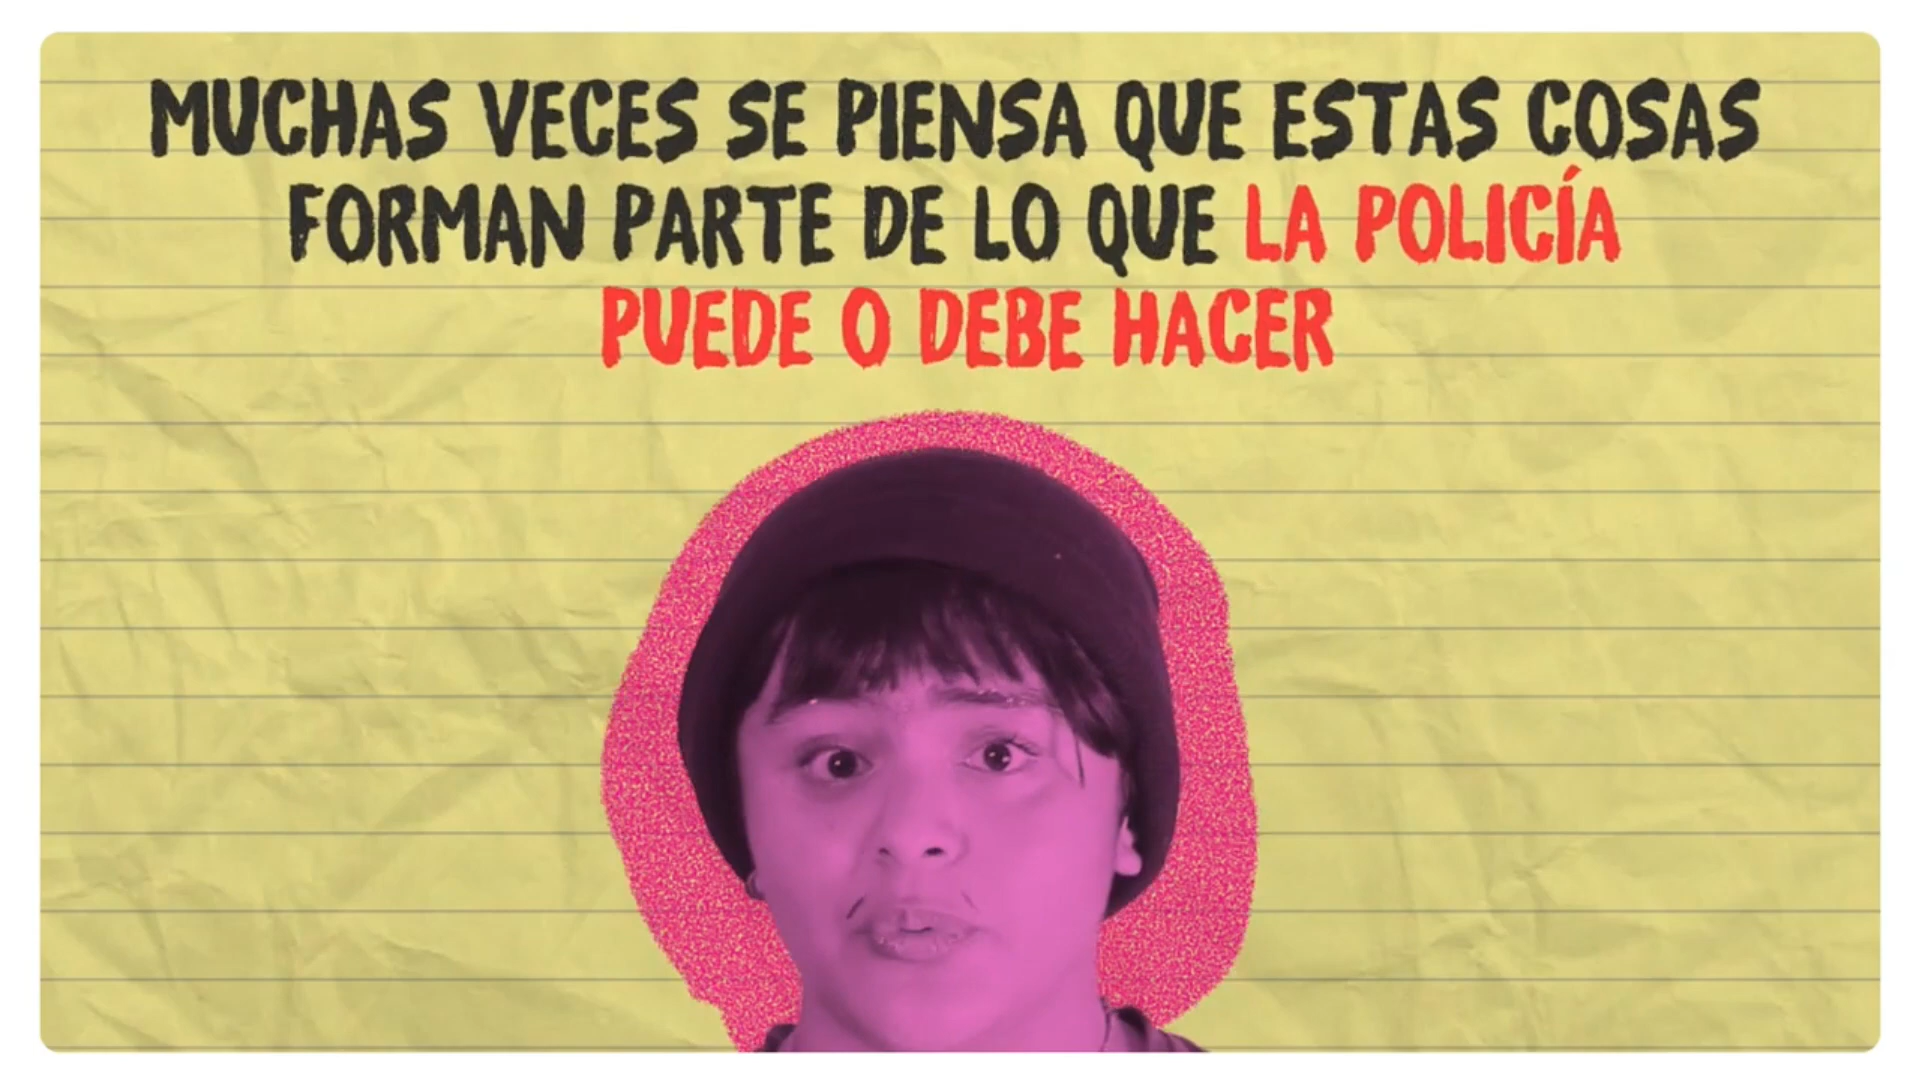 MUCHAS VECES SE PIENSA QUE ESTAS COSAS
FORMAN PARTE DE LO QUE LA POLICÍA
PUEDE O DEBE HACER